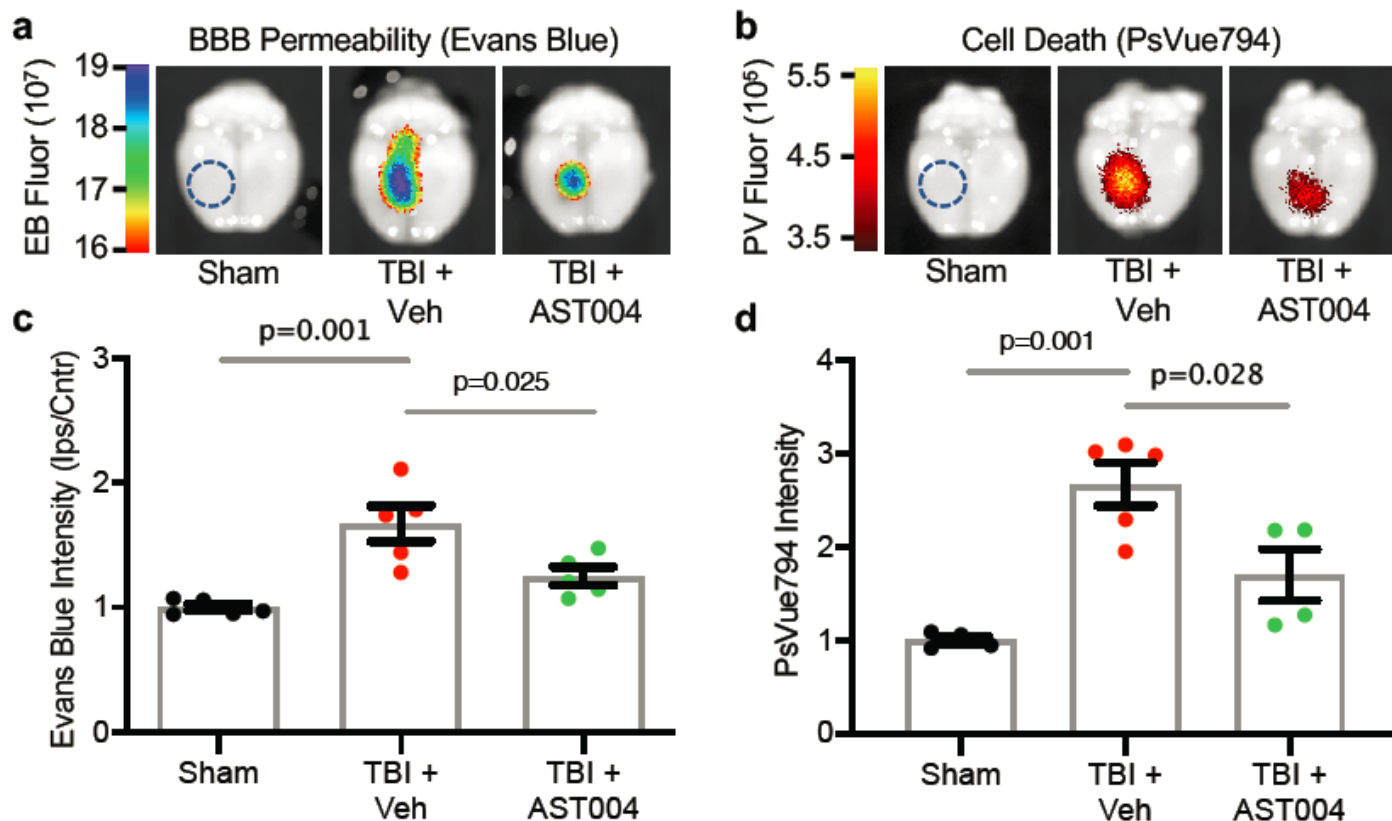 a
BBB Permeability (Evans Blue)
EB Fluor (10⁷)
19
18
17
16
Sham
TBI +
Veh
TBI +
AST004
b
Cell Death (PsVue794)
PV Fluor (10⁵)
5.5
4.5
3.5
Sham
TBI +
Veh
TBI +
AST004
c
Evans Blue Intensity (Ips/Cntr)
3
2
1
0
p=0.001
p=0.025
Sham
TBI +
Veh
TBI +
AST004
d
PsVue794 Intensity
4
3
2
1
0
p=0.001
p=0.028
Sham
TBI +
Veh
TBI +
AST004